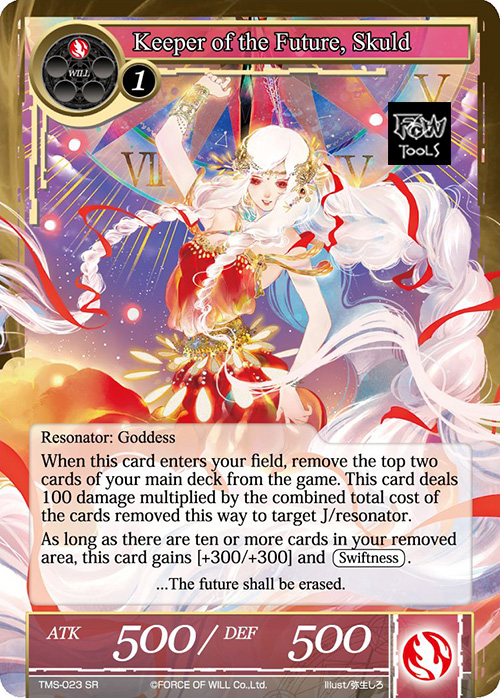 Keeper of the Future, Skuld
WILL
1
FOW
TOOLS
VII
V
V
Resonator: Goddess
When this card enters your field, remove the top two
cards of your main deck from the game. This card deals
100 damage multiplied by the combined total cost of
the cards removed this way to target J/resonator.
As long as there are ten or more cards in your removed
area, this card gains [+300/+300] and Swiftness.
...The future shall be erased.
ATK 500/ DEF 500
TMS-023 SR ©FORCE OF WILL Co.,Ltd. Illust/弥生しろ